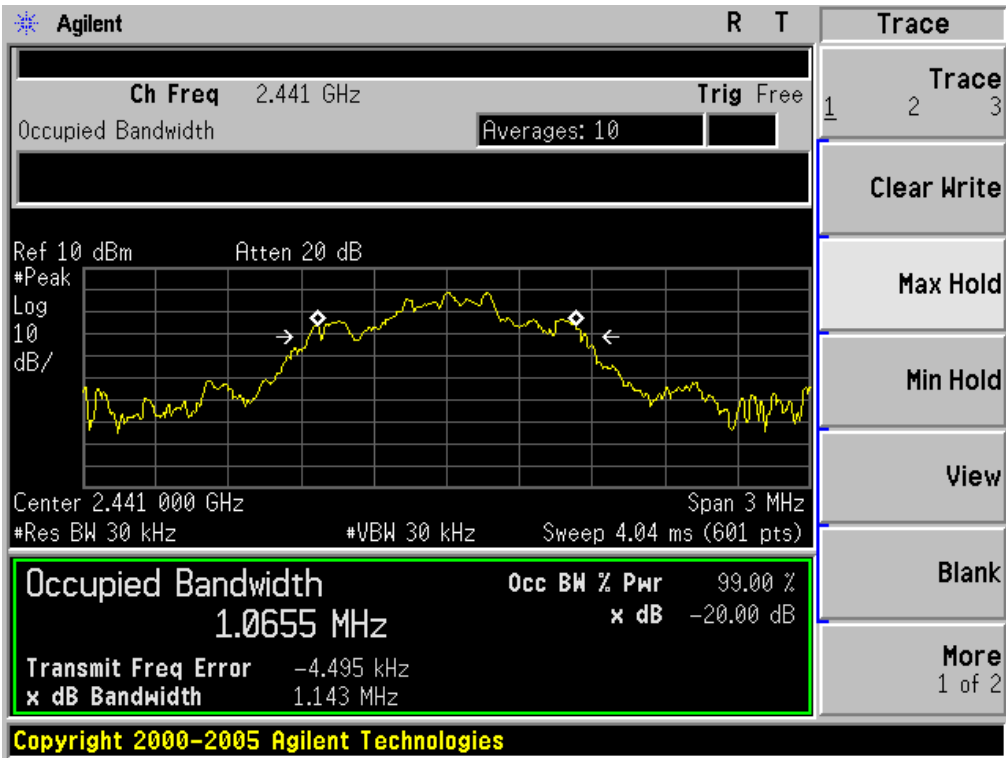 Agilent R T Trace
Ch Freq 2.441 GHz Trig Free
Occupied Bandwidth Averages: 10
Ref 10 dBm Atten 20 dB
#Peak
Log
10
dB/
Center 2.441 000 GHz Span 3 MHz
#Res BW 30 kHz #VBW 30 kHz Sweep 4.04 ms (601 pts)
Occupied Bandwidth Occ BW % Pwr 99.00 %
1.0655 MHz x dB -20.00 dB
Transmit Freq Error -4.495 kHz
x dB Bandwidth 1.143 MHz
Copyright 2000-2005 Agilent Technologies
Trace
1 2 3
Clear Write
Max Hold
Min Hold
View
Blank
More
1 of 2